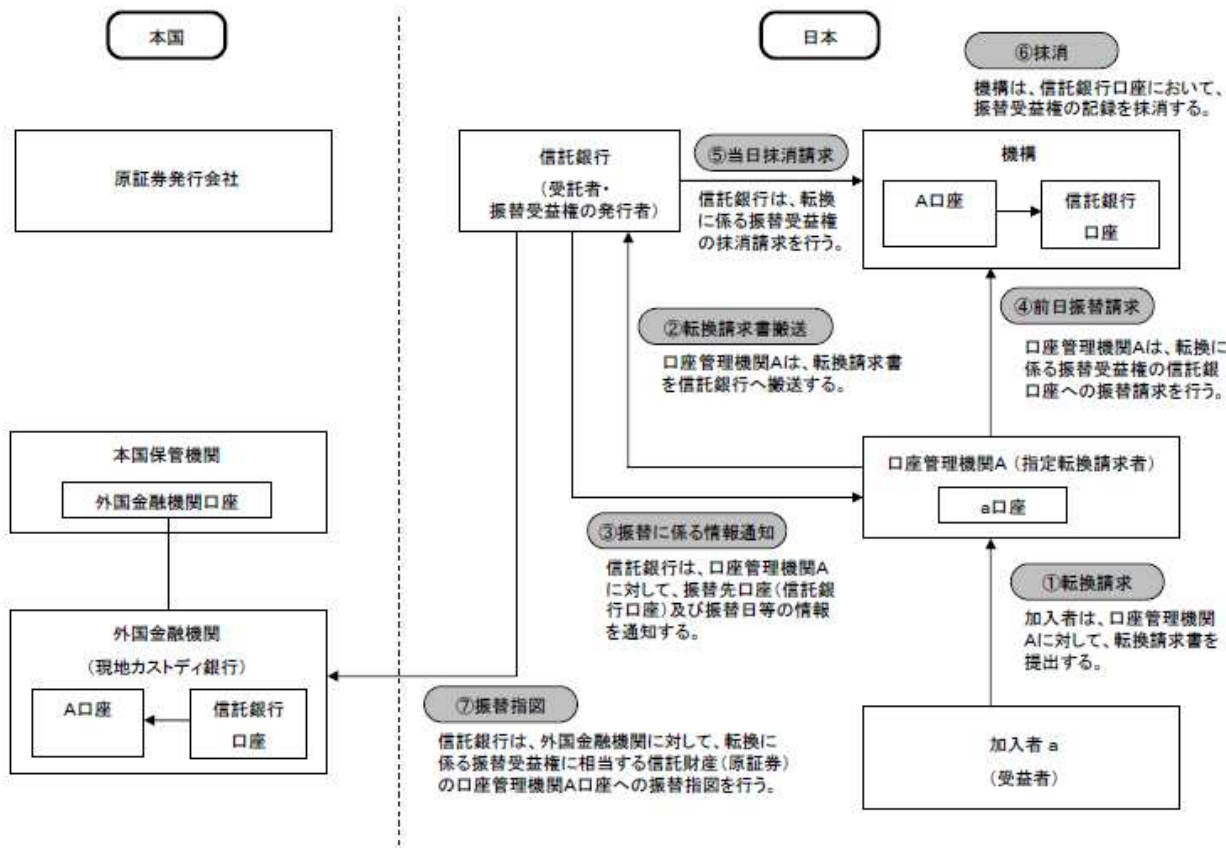 本国
日本
⑥抹消
機構は、信託銀行口座において、
振替受益権の記録を抹消する。
原証券発行会社
信託銀行
（受託者・
振替受益権の発行者）
⑤当日抹消請求
信託銀行は、転換
に係る振替受益権
の抹消請求を行う。
機構
A口座
信託銀行
口座
②転換請求書搬送
口座管理機関Aは、転換請求書
を信託銀行へ搬送する。
④前日振替請求
口座管理機関Aは、転換に
係る振替受益権の信託銀
口座への振替請求を行う。
本国保管機関
外国金融機関口座
口座管理機関A（指定転換請求者）
a口座
③振替に係る情報通知
信託銀行は、口座管理機関A
に対して、振替先口座（信託銀
行口座）及び振替日等の情報
を通知する。
①転換請求
加入者は、口座管理機関
Aに対して、転換請求書を
提出する。
外国金融機関
（現地カストディ銀行）
A口座
信託銀行
口座
⑦振替指図
信託銀行は、外国金融機関に対して、転換に
係る振替受益権に相当する信託財産（原証券）
の口座管理機関A口座への振替指図を行う。
加入者 a
（受益者）